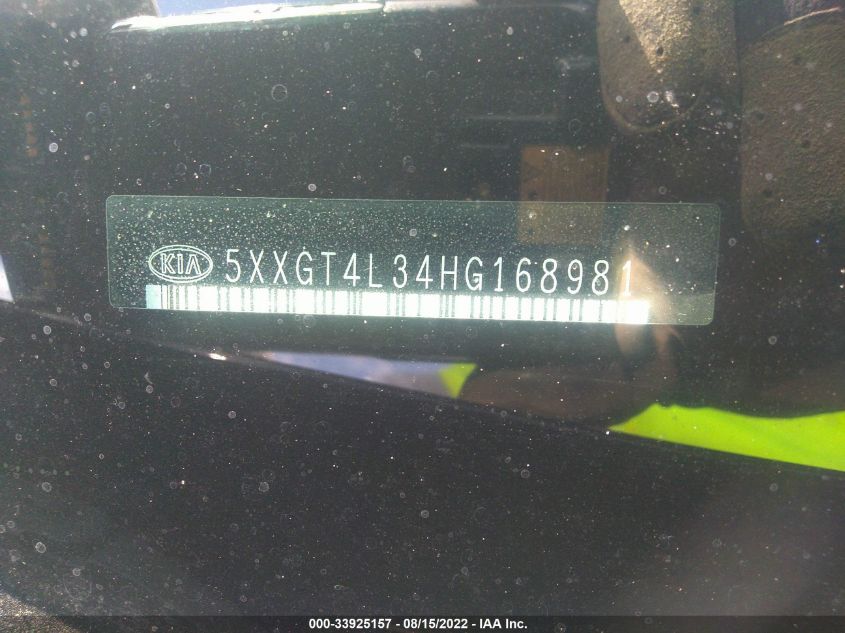 KIA 5XXGT4L34HG168981
000-33925157 - 08/15/2022 - IAA Inc.